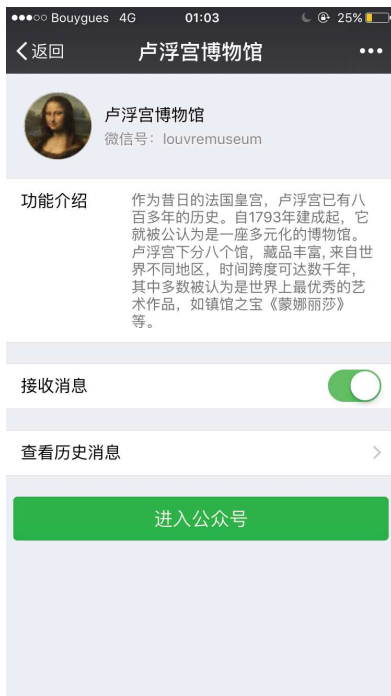 Bouygues 4G 01:03 25%
返回 卢浮宫博物馆
卢浮宫博物馆
微信号: louvremuseum
功能介绍
作为昔日的法国皇宫，卢浮宫已有八
百多年的历史。自1793年建成起，它
就被公认为是一座多元化的博物馆。
卢浮宫下分八个馆，藏品丰富, 来自世
界不同地区，时间跨度可达数千年，
其中多数被认为是世界上最优秀的艺
术作品，如镇馆之宝《蒙娜丽莎》
等。
接收消息
查看历史消息
进入公众号